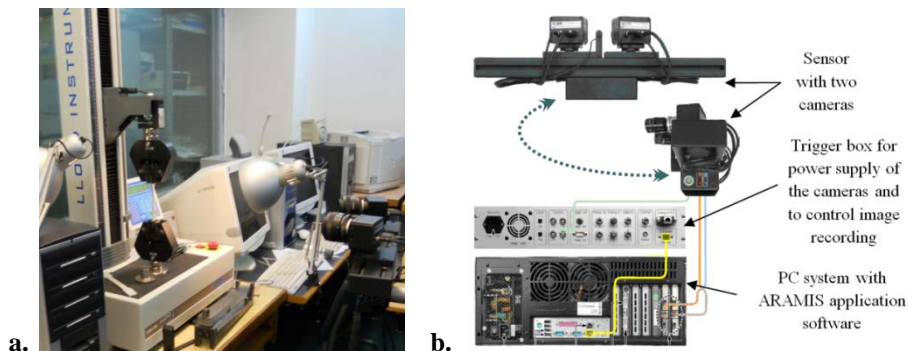 LLOYD INSTRUM
Sensor
with two
cameras
Trigger box for
power supply of
the cameras and
to control image
recording
PC system with
ARAMIS application
software
a.
b.